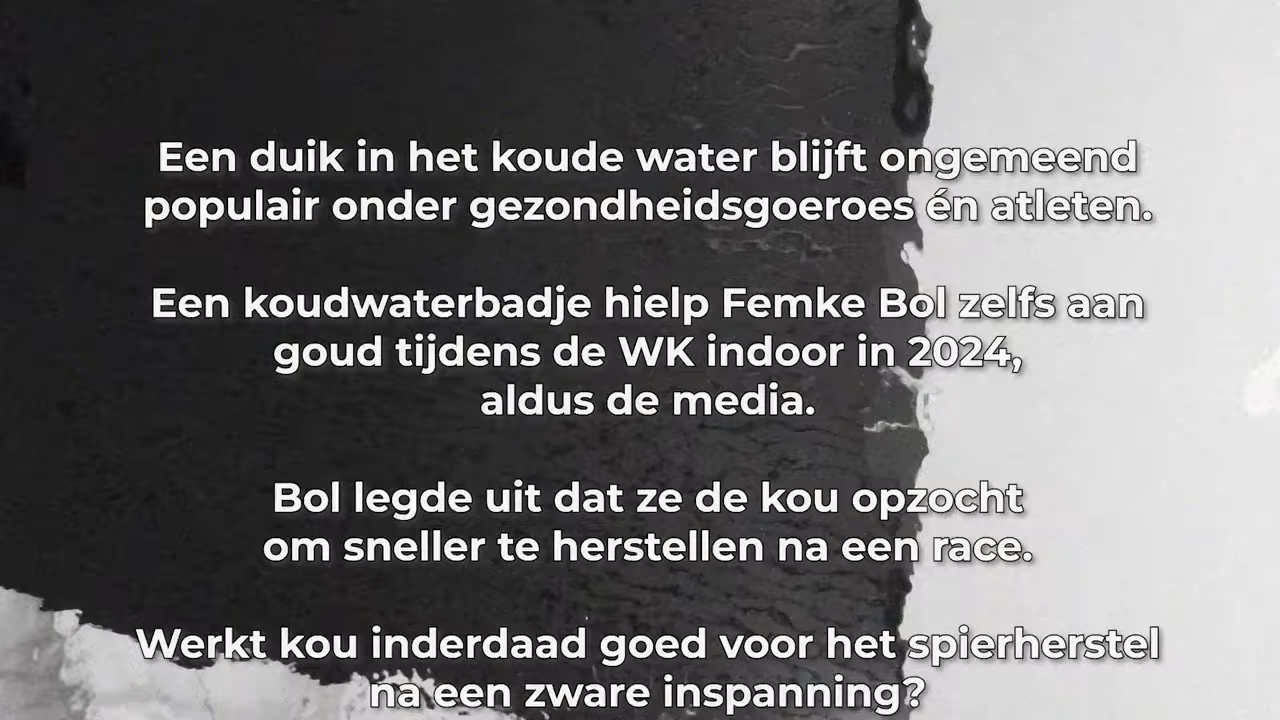 Een duik in het koude water blijft ongemeend
populair onder gezondheidsgoeroes én atleten.
Een koudwaterbadje hielp Femke Bol zelfs aan
goud tijdens de WK indoor in 2024,
aldus de media.
Bol legde uit dat ze de kou opzocht
om sneller te herstellen na een race.
Werkt kou inderdaad goed voor het spierherstel
na een zware inspanning?